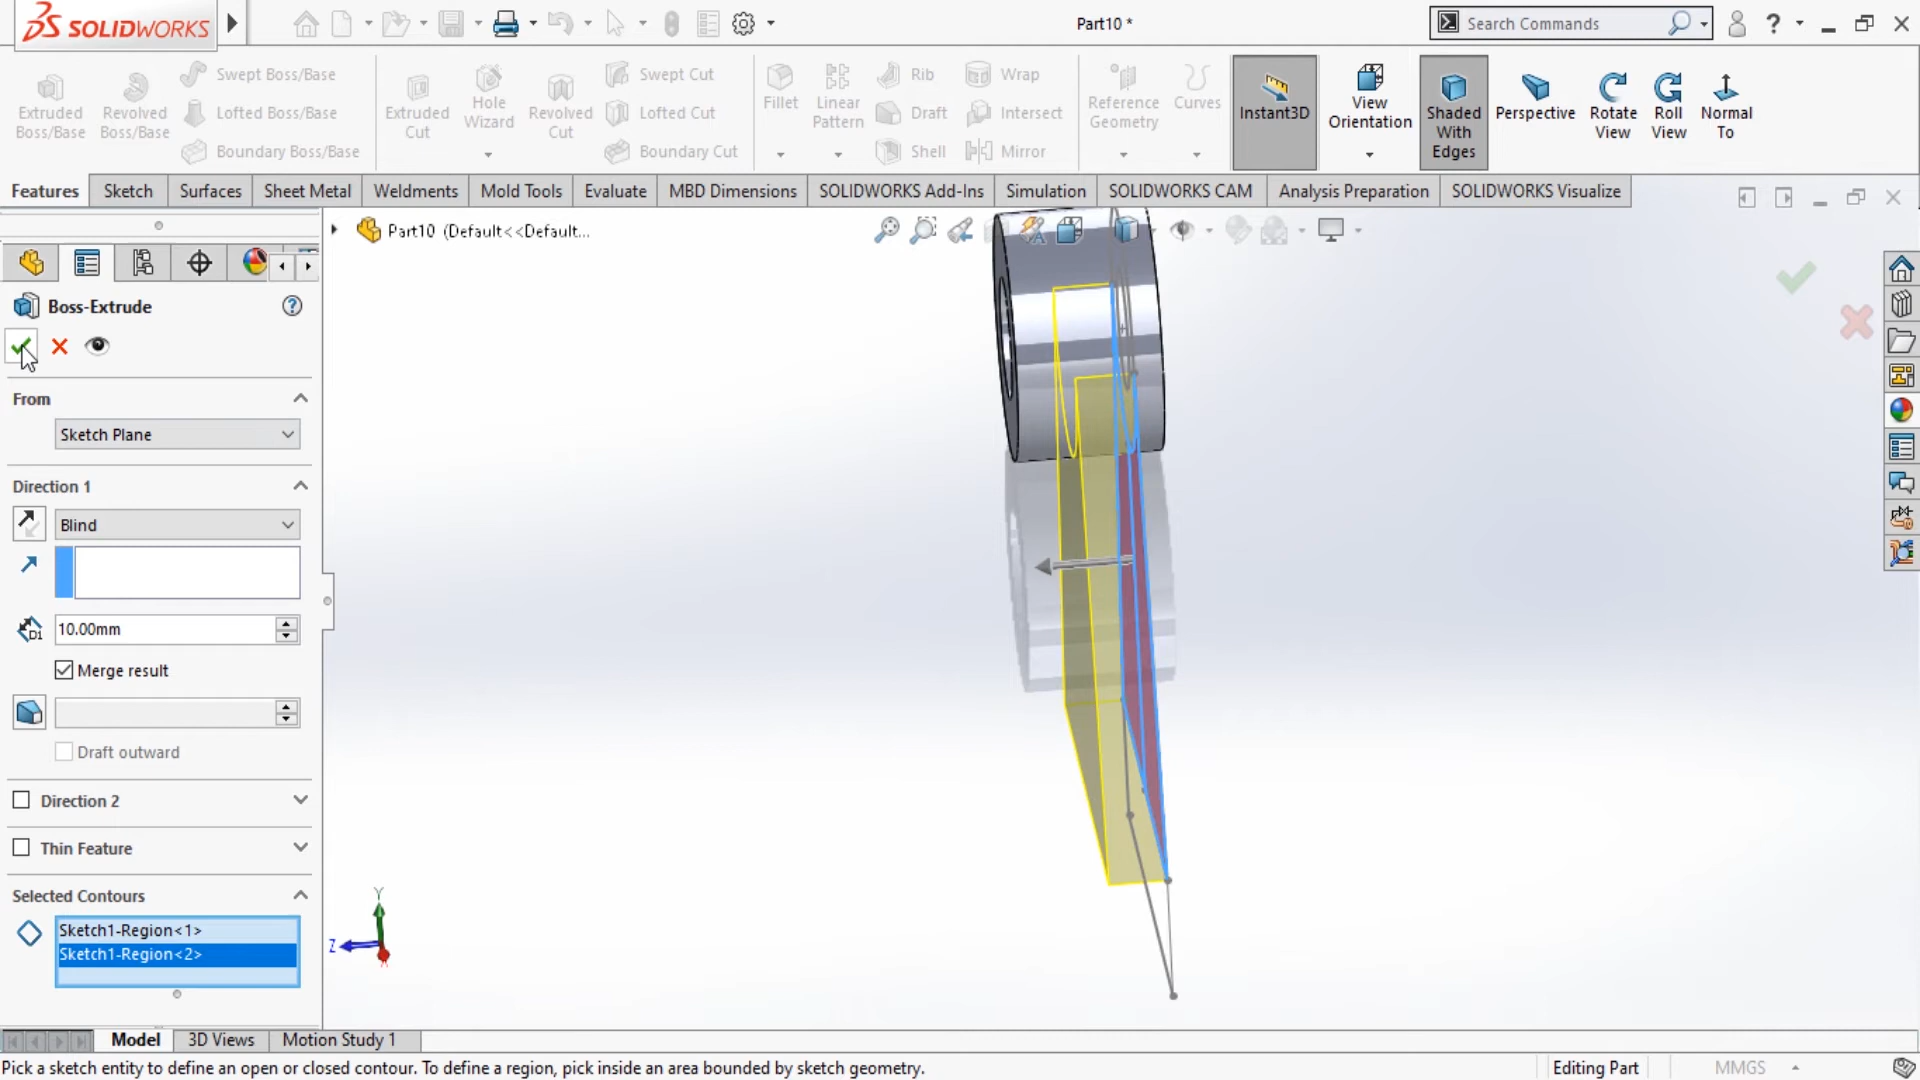 SOLIDWORKS
Part10 *
Search Commands
Extruded Boss/Base
Revolved Boss/Base
Swept Boss/Base
Lofted Boss/Base
Boundary Boss/Base
Extruded Cut
Hole Wizard
Revolved Cut
Swept Cut
Lofted Cut
Boundary Cut
Fillet
Linear Pattern
Rib
Draft
Shell
Wrap
Intersect
Mirror
Reference Geometry
Curves
Instant3D
View Orientation
Shaded With Edges
Perspective
Rotate View
Roll View
Normal To
Features
Sketch
Surfaces
Sheet Metal
Weldments
Mold Tools
Evaluate
MBD Dimensions
SOLIDWORKS Add-Ins
Simulation
SOLIDWORKS CAM
Analysis Preparation
SOLIDWORKS Visualize
Part10 (Default<<Default...
Boss-Extrude
From
Sketch Plane
Direction 1
Blind
D1
10.00mm
Merge result
Draft outward
Direction 2
Thin Feature
Selected Contours
Sketch1-Region<1>
Sketch1-Region<2>
Y
Z
X
Model
3D Views
Motion Study 1
Pick a sketch entity to define an open or closed contour. To define a region, pick inside an area bounded by sketch geometry.
Editing Part
MMGS